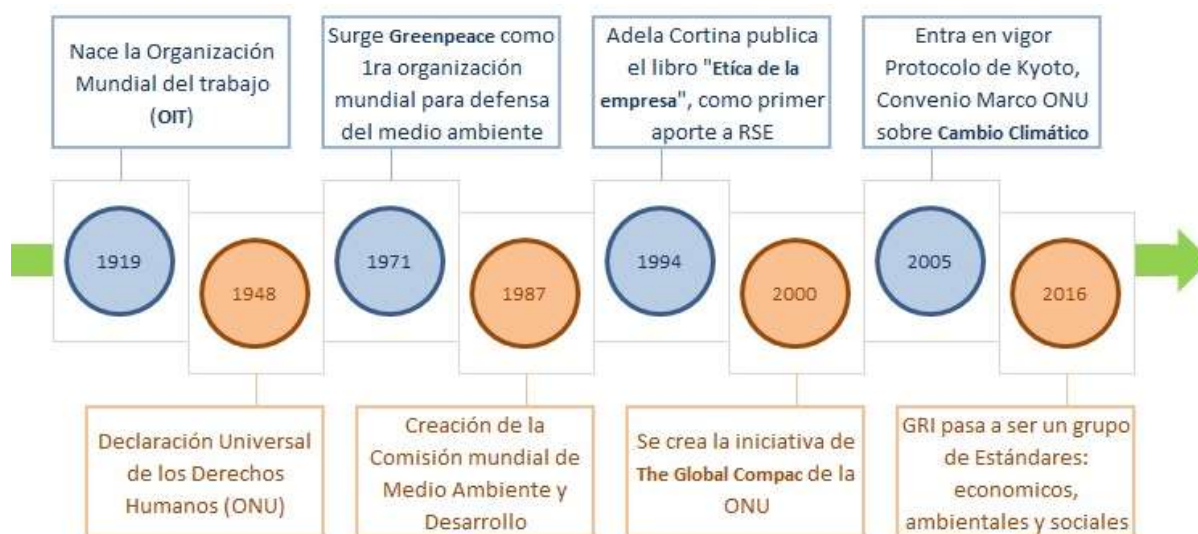 Nace la Organización
Mundial del trabajo
(OIT)
Surge Greenpeace como
1ra organización
mundial para defensa
del medio ambiente
Adela Cortina publica
el libro "Etíca de la
empresa", como primer
aporte a RSE
Entra en vigor
Protocolo de Kyoto,
Convenio Marco ONU
sobre Cambio Climático
1919
1948
1971
1987
1994
2000
2005
2016
Declaración Universal
de los Derechos
Humanos (ONU)
Creación de la
Comisión mundial de
Medio Ambiente y
Desarrollo
Se crea la iniciativa de
The Global Compac de la
ONU
GRI pasa a ser un grupo
de Estándares:
economicos,
ambientales y sociales